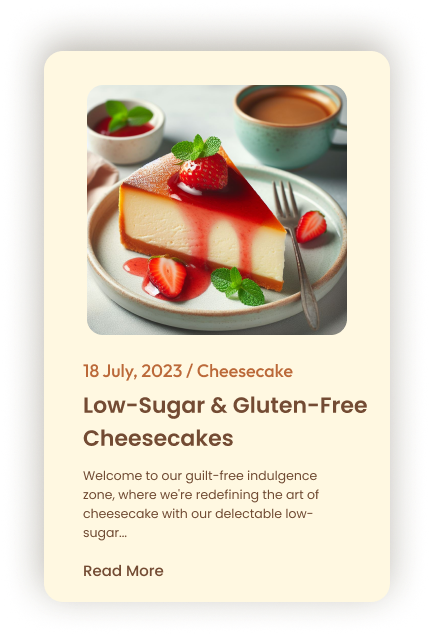 18 July, 2023 / Cheesecake
Low-Sugar & Gluten-Free
Cheesecakes
Welcome to our guilt-free indulgence
zone, where we're redefining the art of
cheesecake with our delectable low-
sugar...
Read More